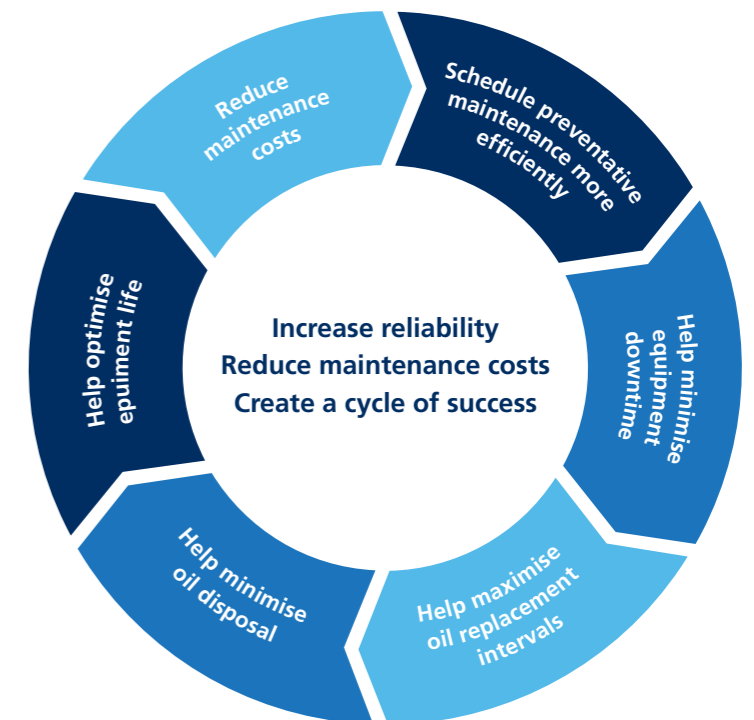 Reduce
maintenance
costs
Schedule preventative
maintenance more
efficiently
Help minimise
equipment
downtime
Help maximise
oil replacement
intervals
Help minimise
oil disposal
Help optimise
epuiment life
Increase reliability
Reduce maintenance costs
Create a cycle of success